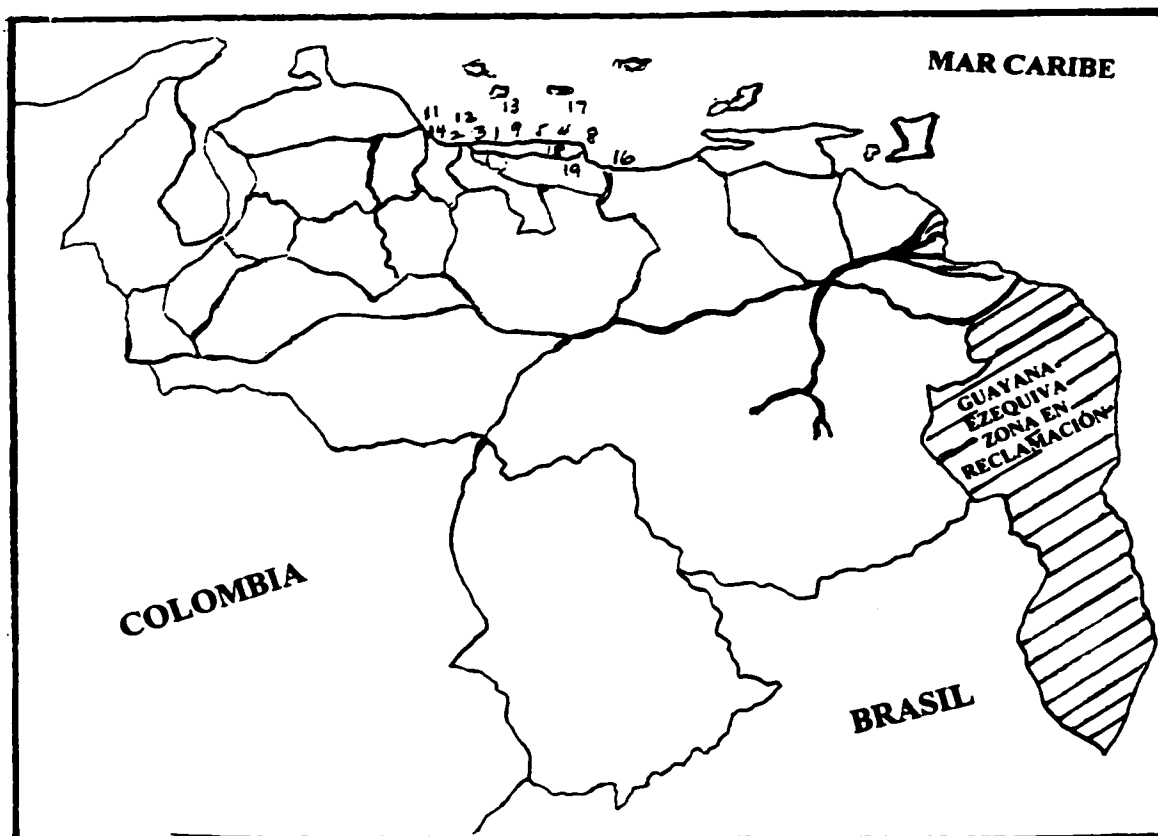 MAR CARIBE
11 12 13 17
14 2 3 1 9 5 4 8
16
19
GUAYANA
EZEQUIVA
ZONA EN
RECLAMACIÓN
COLOMBIA
BRASIL